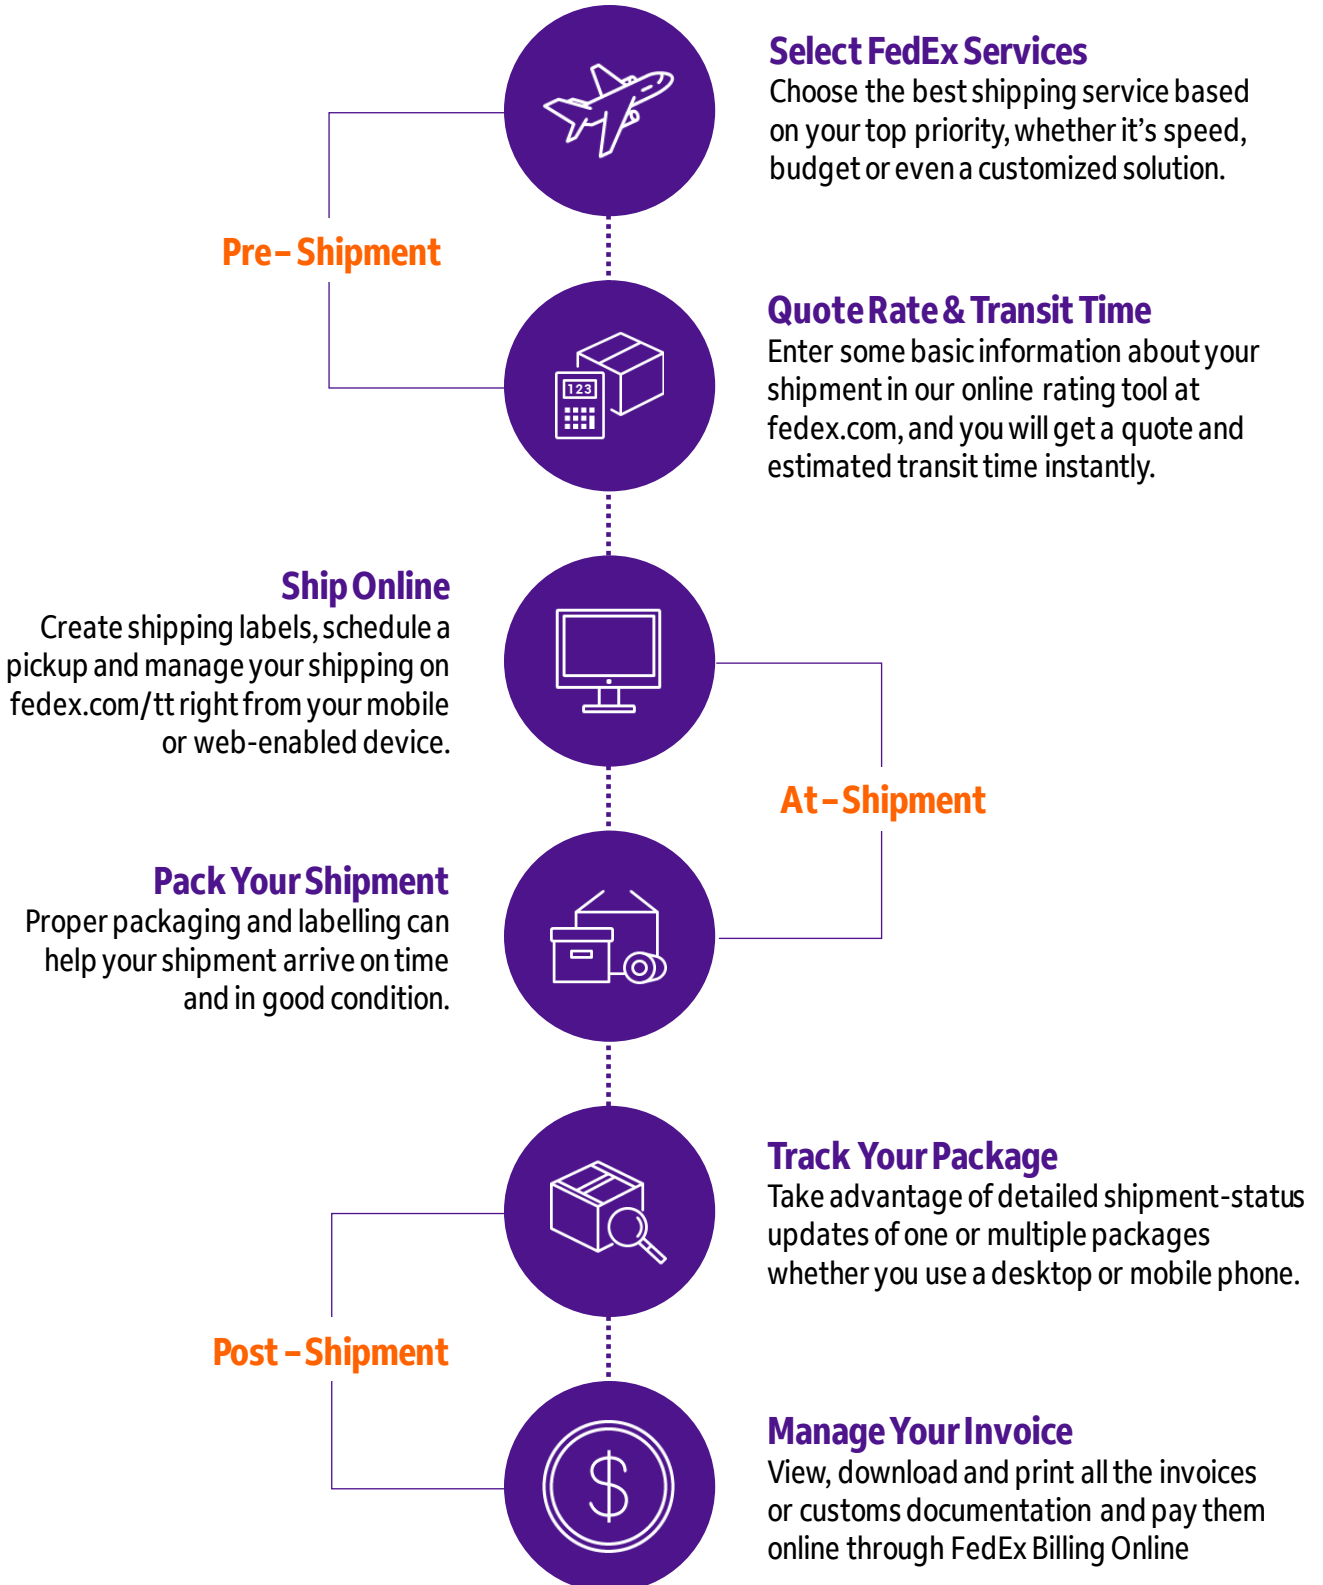 Select FedEx Services
Choose the best shipping service based
on your top priority, whether it’s speed,
budget or even a customized solution.
Pre – Shipment
Quote Rate & Transit Time
Enter some basic information about your
shipment in our online rating tool at
fedex.com, and you will get a quote and
estimated transit time instantly.
123
Ship Online
Create shipping labels, schedule a
pickup and manage your shipping on
fedex.com/tt right from your mobile
or web-enabled device.
At – Shipment
Pack Your Shipment
Proper packaging and labelling can
help your shipment arrive on time
and in good condition.
Track Your Package
Take advantage of detailed shipment-status
updates of one or multiple packages
whether you use a desktop or mobile phone.
Post – Shipment
Manage Your Invoice
View, download and print all the invoices
or customs documentation and pay them
online through FedEx Billing Online
$